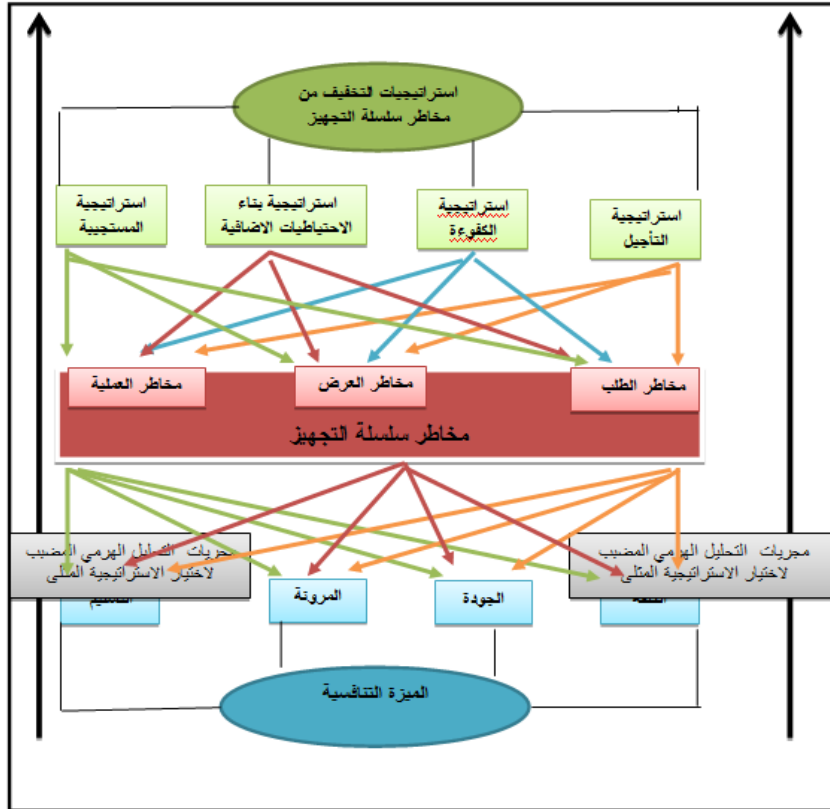 استراتيجيات التخفيف من
مخاطر سلسلة التجهيز
استراتيجية
التأجيل
استراتيجية
الكفوءة
استراتيجية بناء
الاحتياطيات الاضافية
استراتيجية
المستجيبة
مخاطر الطلب
مخاطر العرض
مخاطر العملية
مخاطر سلسلة التجهيز
مجريات التحليل الهرمي المضبب
لاختيار الاستراتيجية المثلى
مجريات التحليل الهرمي المضبب
لاختيار الاستراتيجية المثلى
الجودة
المرونة
الميزة التنافسية